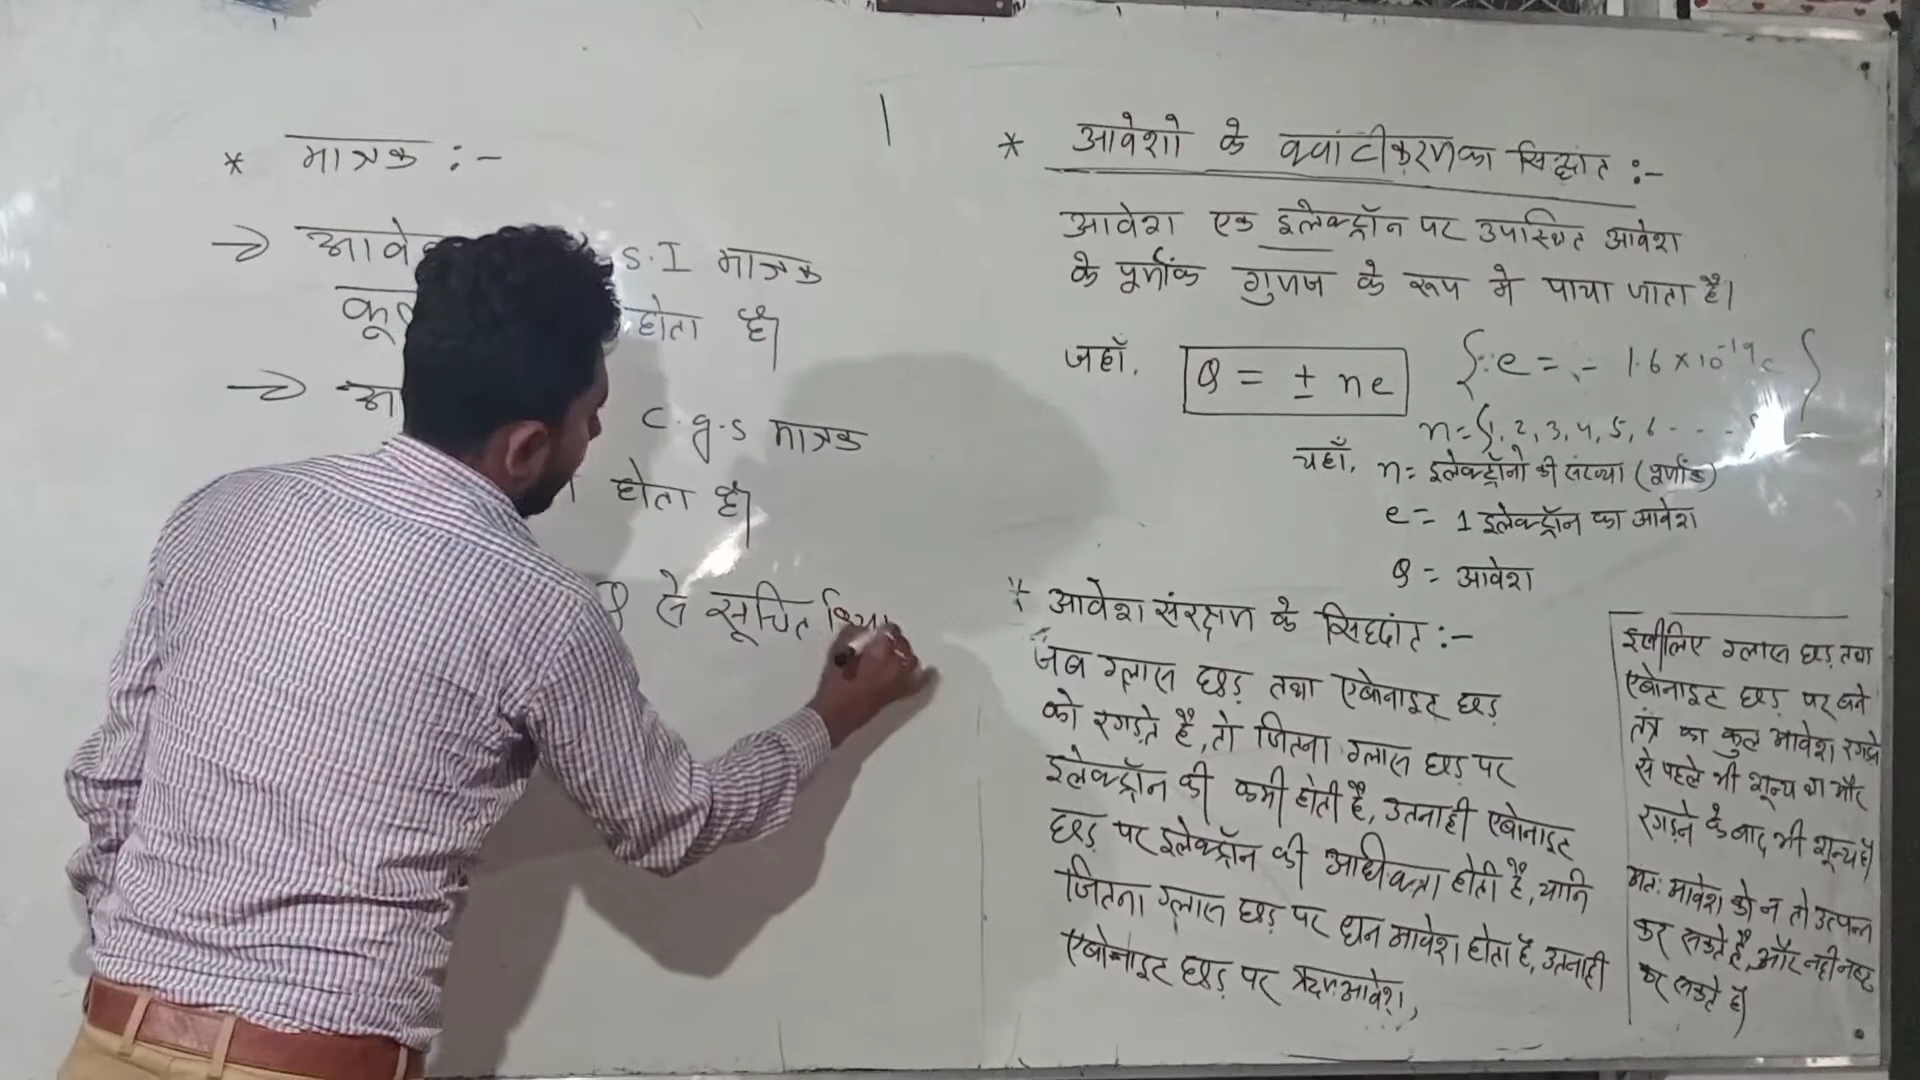 * मात्रक :-
→ आवे S.I मात्रक
होता है।
→ C.g.s मात्रक
होता है।
Q से सूचित किया
* आवेशो के क्वांटीकरण का सिद्धांत :-
आवेश एक इलेक्ट्रॉन पर उपस्थित आवेश
के पूर्णांक गुणज के रूप मे पाया जाता है।
जहाँ, Q = ± ne {∵ e = - 1.6 × 10⁻¹⁹c}
n = {1, 2, 3, 4, 5, 6 - - - -
यहाँ, n = इलेक्ट्रॉनो की संख्या (पूर्णांक)
e = 1 इलेक्ट्रॉन का आवेश
Q = आवेश
* आवेश संरक्षण के सिद्धांत :-
जब ग्लास छड़ तथा एबोनाइट छड़
को रगड़ते है, तो जितना ग्लास छड़ पर
इलेक्ट्रॉन की कमी होती है, उतनाही एबोनाइट
छड़ पर इलेक्ट्रॉन की अधिकता होती है, यानि
जितना ग्लास छड़ पर धन आवेश होता है, उतनाही
एबोनाइट छड़ पर ऋण आवेश,
इसीलिए ग्लास छड़ तथा
एबोनाइट छड़ पर बने
तंत्र का कुल आवेश रगड़ने
से पहले भी शून्य था और
रगड़ने के बाद भी शून्य है।
अतः आवेश को न तो उत्पन्न
कर सकते है, और नही नष्ट
कर सकते है।